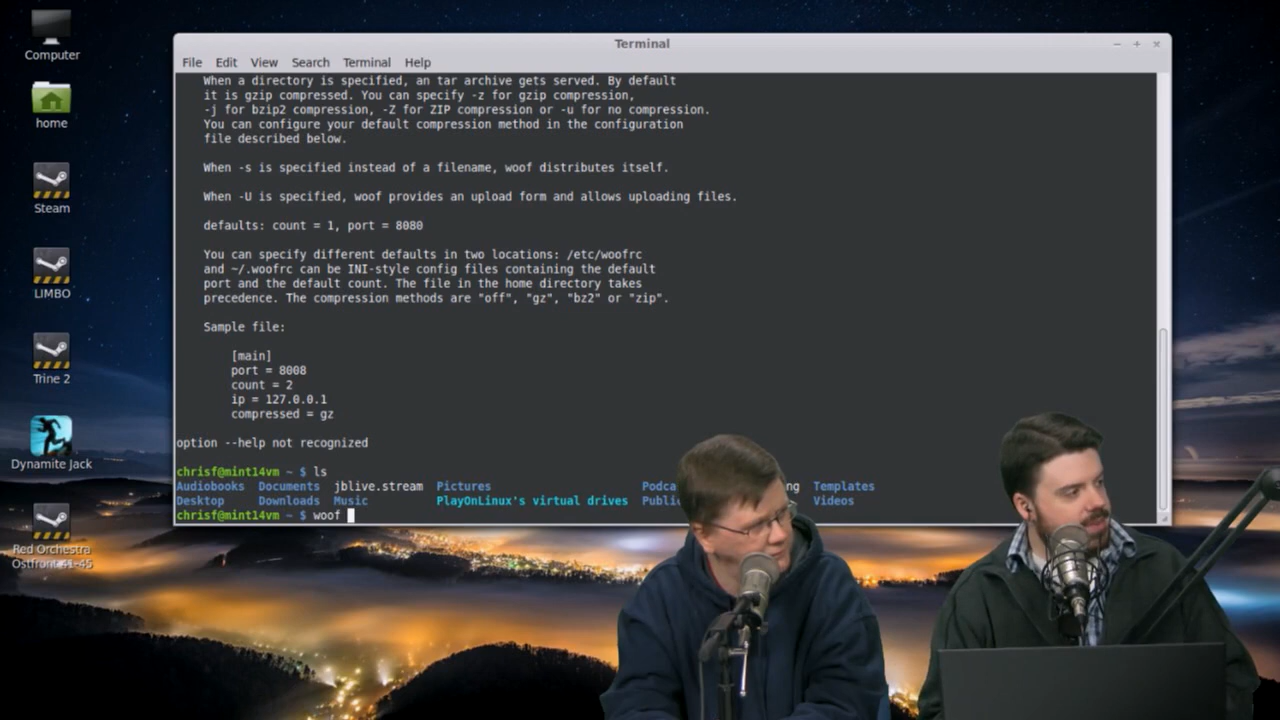 Computer
home
Steam
LIMBO
Trine 2
Dynamite Jack
Red Orchestra
Ostfront 41-45
Terminal
File Edit View Search Terminal Help
When a directory is specified, an tar archive gets served. By default
it is gzip compressed. You can specify -z for gzip compression,
-j for bzip2 compression, -Z for ZIP compression or -u for no compression.
You can configure your default compression method in the configuration
file described below.
When -s is specified instead of a filename, woof distributes itself.
When -U is specified, woof provides an upload form and allows uploading files.
defaults: count = 1, port = 8080
You can specify different defaults in two locations: /etc/woofrc
and ~/.woofrc can be INI-style config files containing the default
port and the default count. The file in the home directory takes
precedence. The compression methods are "off", "gz", "bz2" or "zip".
Sample file:
[main]
port = 8008
count = 2
ip = 127.0.0.1
compressed = gz
option --help not recognized
chrisf@mint14vm ~ $ ls
Audiobooks Documents jblive.stream Pictures Podca ng Templates
Desktop Downloads Music PlayOnLinux's virtual drives Publi Videos
chrisf@mint14vm ~ $ woof